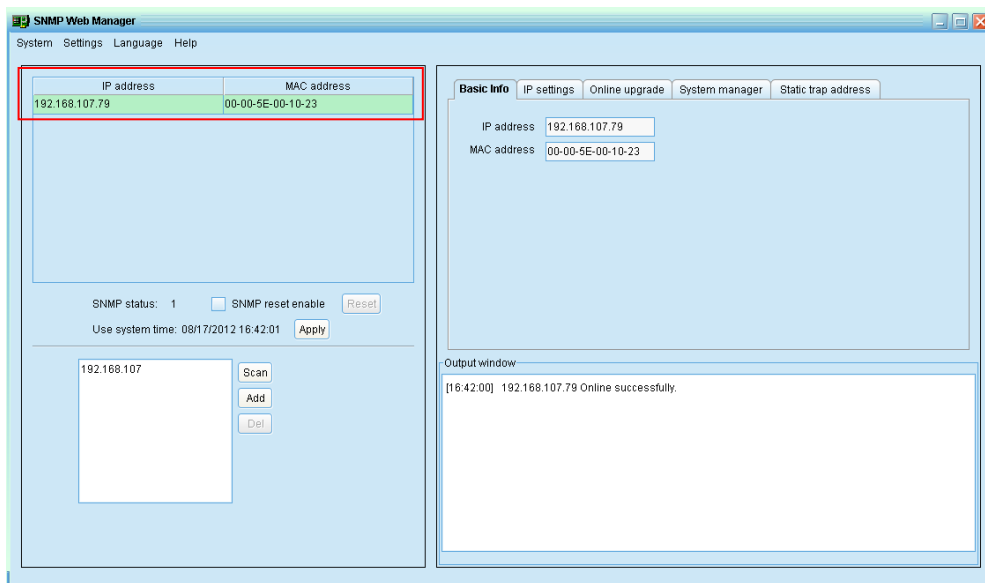 SNMP Web Manager
System Settings Language Help
IP address MAC address
192.168.107.79 00-00-5E-00-10-23
SNMP status: 1 SNMP reset enable Reset
Use system time: 08/17/2012 16:42:01 Apply
192.168.107
Scan
Add
Del
Basic Info IP settings Online upgrade System manager Static trap address
IP address 192.168.107.79
MAC address 00-00-5E-00-10-23
Output window
[16:42:00] 192.168.107.79 Online successfully.